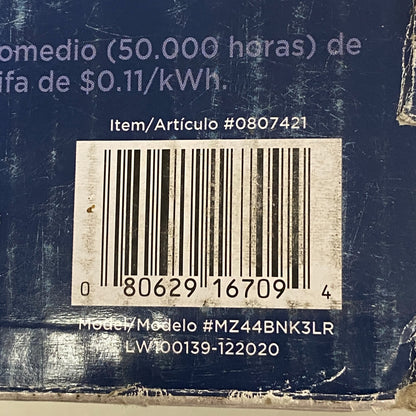 omedio (50.000 horas) de
ifa de $0.11/kWh.
Item/Artículo #0807421
0 80629 16709 4
Model/Modelo #MZ44BNK3LR
LW100139-122020